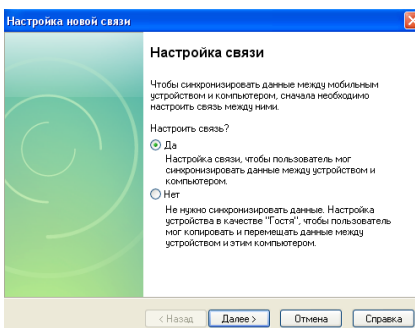 Настройка новой связи
Настройка связи
Чтобы синхронизировать данные между мобильным
устройством и компьютером, сначала необходимо
настроить связь между ними.
Настроить связь?
Да
Настройка связи, чтобы пользователь мог
синхронизировать данные между устройством и
компьютером.
Нет
Не нужно синхронизировать данные. Настройка
устройства в качестве "Гостя", чтобы пользователь
мог копировать и перемещать данные между
устройством и этим компьютером.
< Назад
Далее >
Отмена
Справка